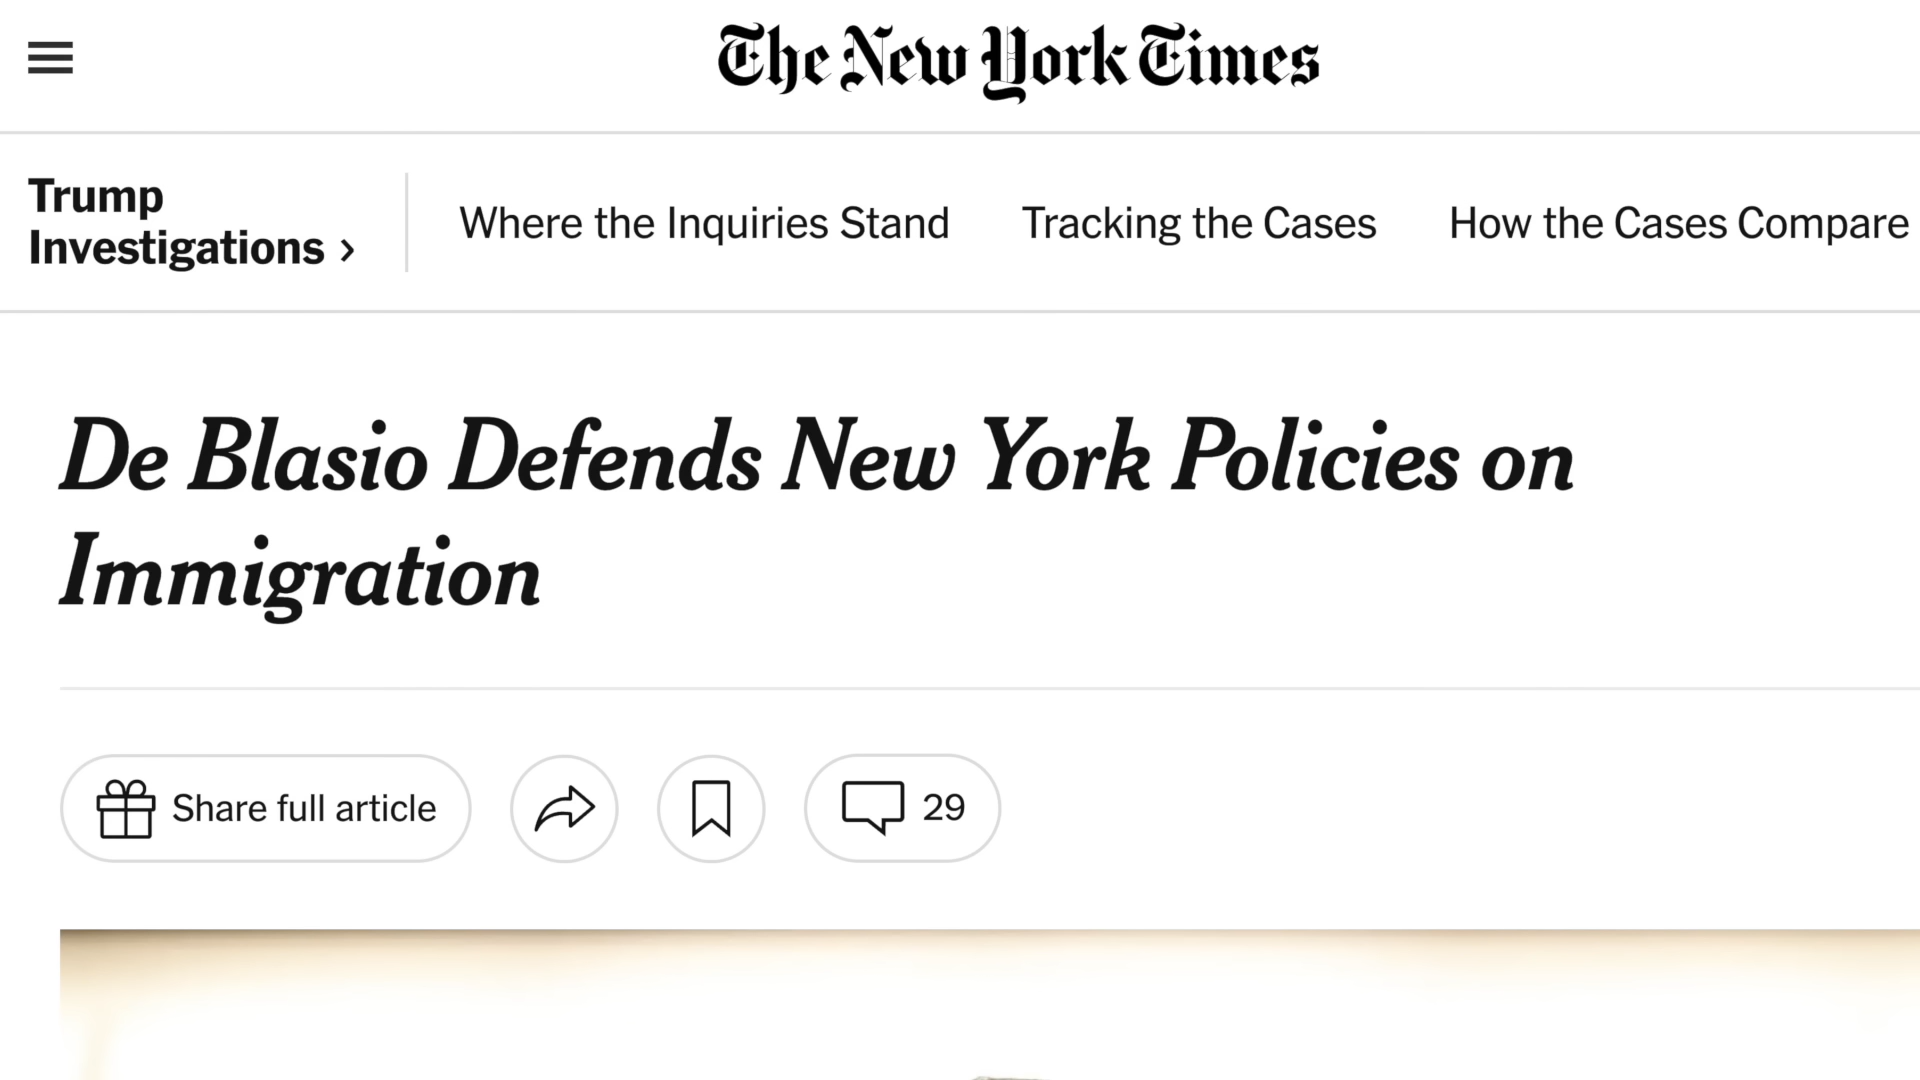 The New York Times
Trump
Investigations ›
Where the Inquiries Stand
Tracking the Cases
How the Cases Compare
De Blasio Defends New York Policies on
Immigration
Share full article
29